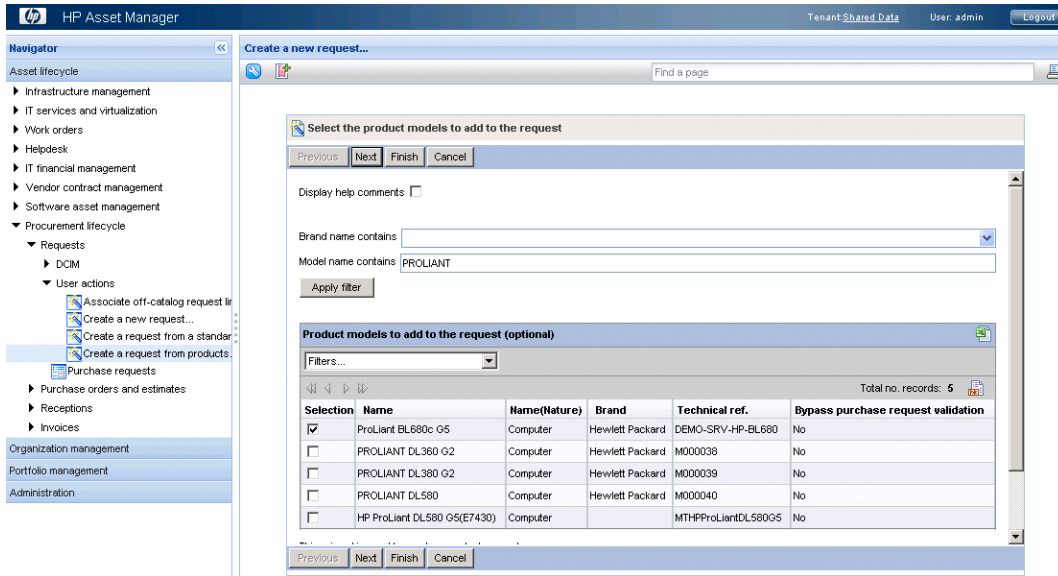 hp HP Asset Manager Tenant:Shared Data User: admin Logout
Navigator
Asset lifecycle
Infrastructure management
IT services and virtualization
Work orders
Helpdesk
IT financial management
Vendor contract management
Software asset management
Procurement lifecycle
Requests
DCIM
User actions
Associate off-catalog request lin
Create a new request...
Create a request from a standar
Create a request from products.
Purchase requests
Purchase orders and estimates
Receptions
Invoices
Organization management
Portfolio management
Administration
Create a new request...
Find a page
Select the product models to add to the request
Previous Next Finish Cancel
Display help comments
Brand name contains
Model name contains PROLIANT
Apply filter
Product models to add to the request (optional)
Filters...
Total no. records: 5
Selection Name Name(Nature) Brand Technical ref. Bypass purchase request validation
ProLiant BL680c G5 Computer Hewlett Packard DEMO-SRV-HP-BL680 No
PROLIANT DL360 G2 Computer Hewlett Packard M000038 No
PROLIANT DL380 G2 Computer Hewlett Packard M000039 No
PROLIANT DL580 Computer Hewlett Packard M000040 No
HP ProLiant DL580 G5(E7430) Computer MTHPProLiantDL580G5 No
Previous Next Finish Cancel